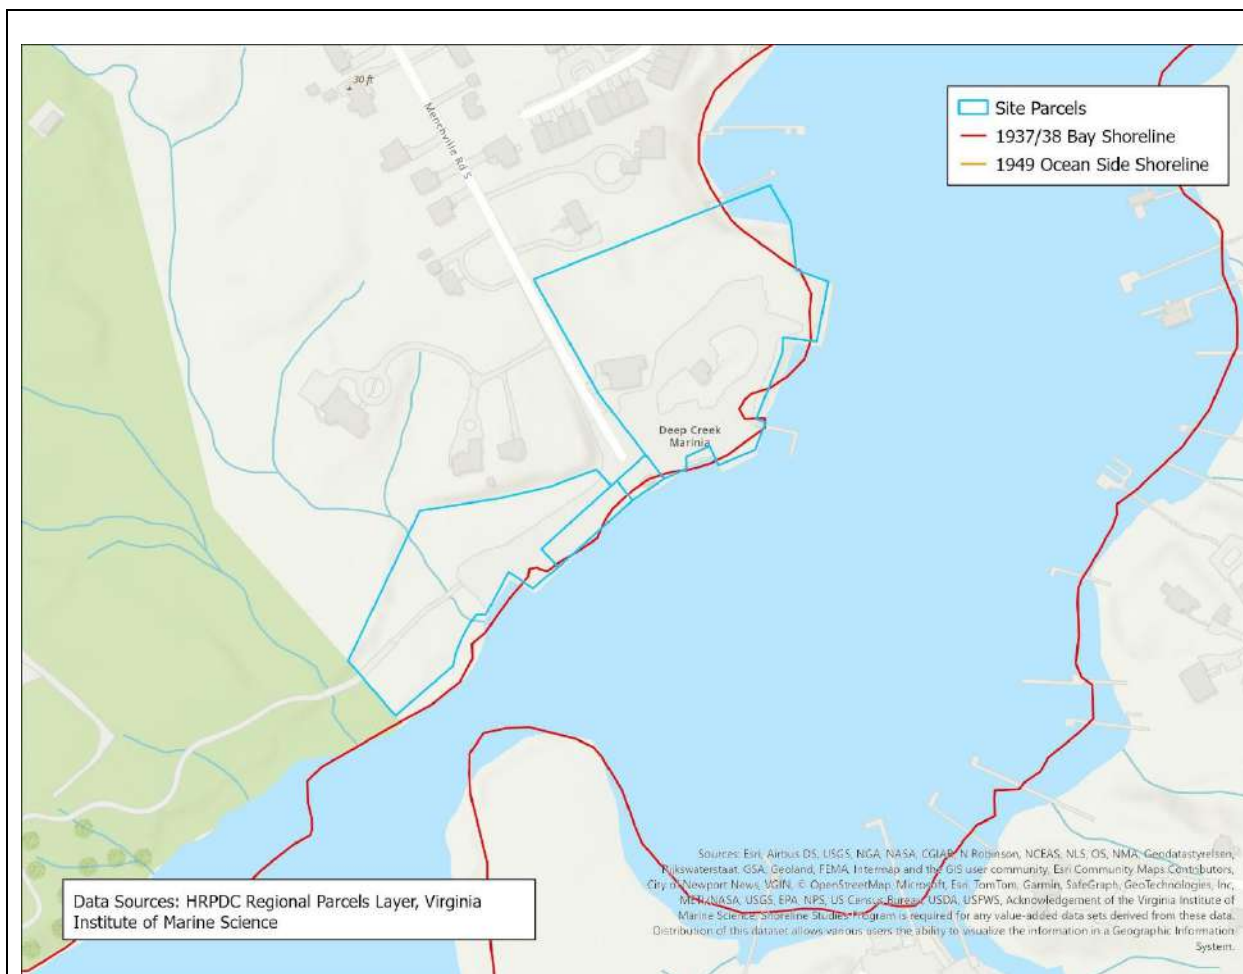 30 ft
Menchville Rd S
Site Parcels
1937/38 Bay Shoreline
1949 Ocean Side Shoreline
Deep Creek
Marinia
Sources: Esri, Airbus DS, USGS, NGA, NASA, CGIAR, N Robinson, NCEAS, NLS, OS, NMA, Geodatastyrelsen,
Rijkswaterstaat, GSA, Geoland, FEMA, Intermap and the GIS user community, Esri Community Maps Contributors,
City of Newport News, VGIN, © OpenStreetMap, Microsoft, Esri, TomTom, Garmin, SafeGraph, GeoTechnologies, Inc,
METI/NASA, USGS, EPA, NPS, US Census Bureau, USDA, USFWS, Acknowledgement of the Virginia Institute of
Marine Science, Shoreline Studies Program is required for any value-added data sets derived from these data.
Distribution of this dataset allows various users the ability to visualize the information in a Geographic Information
System.
Data Sources: HRPDC Regional Parcels Layer, Virginia
Institute of Marine Science